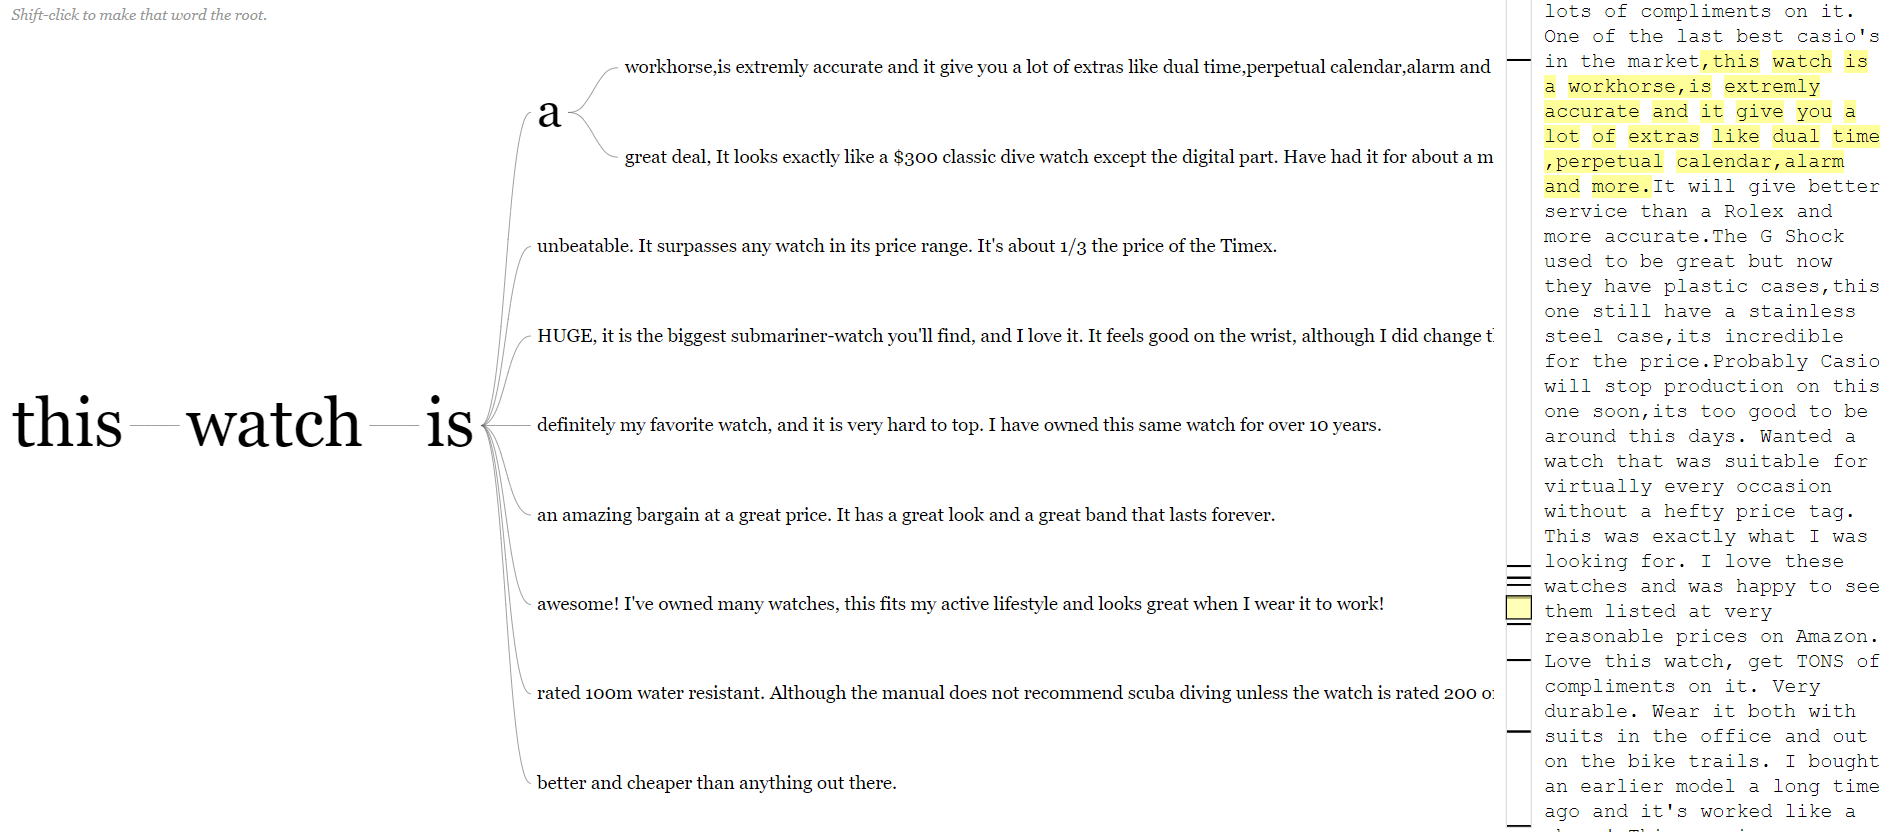 Shift-click to make that word the root.
this watch is
a
workhorse,is extremly accurate and it give you a lot of extras like dual time,perpetual calendar,alarm and
great deal, It looks exactly like a $300 classic dive watch except the digital part. Have had it for about a m
unbeatable. It surpasses any watch in its price range. It's about 1/3 the price of the Timex.
HUGE, it is the biggest submariner-watch you'll find, and I love it. It feels good on the wrist, although I did change
definitely my favorite watch, and it is very hard to top. I have owned this same watch for over 10 years.
an amazing bargain at a great price. It has a great look and a great band that lasts forever.
awesome! I've owned many watches, this fits my active lifestyle and looks great when I wear it to work!
rated 100m water resistant. Although the manual does not recommend scuba diving unless the watch is rated 200
better and cheaper than anything out there.
lots of compliments on it.
One of the last best casio's
in the market,this watch is
a workhorse,is extremly
accurate and it give you a
lot of extras like dual time
,perpetual calendar,alarm
and more.It will give better
service than a Rolex and
more accurate.The G Shock
used to be great but now
they have plastic cases,this
one still have a stainless
steel case,its incredible
for the price.Probably Casio
will stop production on this
one soon,its too good to be
around this days. Wanted a
watch that was suitable for
virtually every occasion
without a hefty price tag.
This was exactly what I was
looking for. I love these
watches and was happy to see
them listed at very
reasonable prices on Amazon.
Love this watch, get TONS of
compliments on it. Very
durable. Wear it both with
suits in the office and out
on the bike trails. I bought
an earlier model a long time
ago and it's worked like a